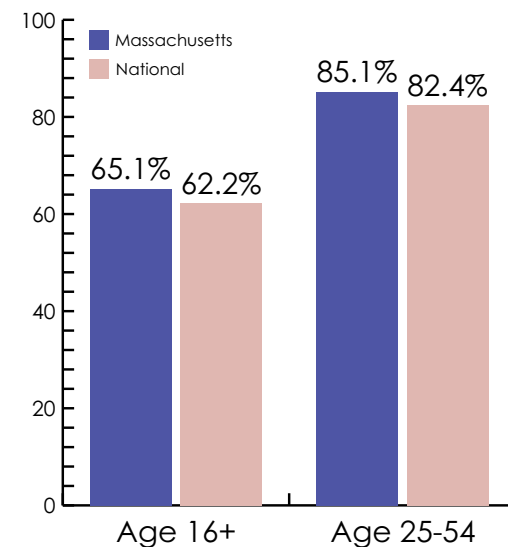 100
Massachusetts
National
85.1%
82.4%
80
65.1%
62.2%
60
40
20
0
Age 16+
Age 25-54